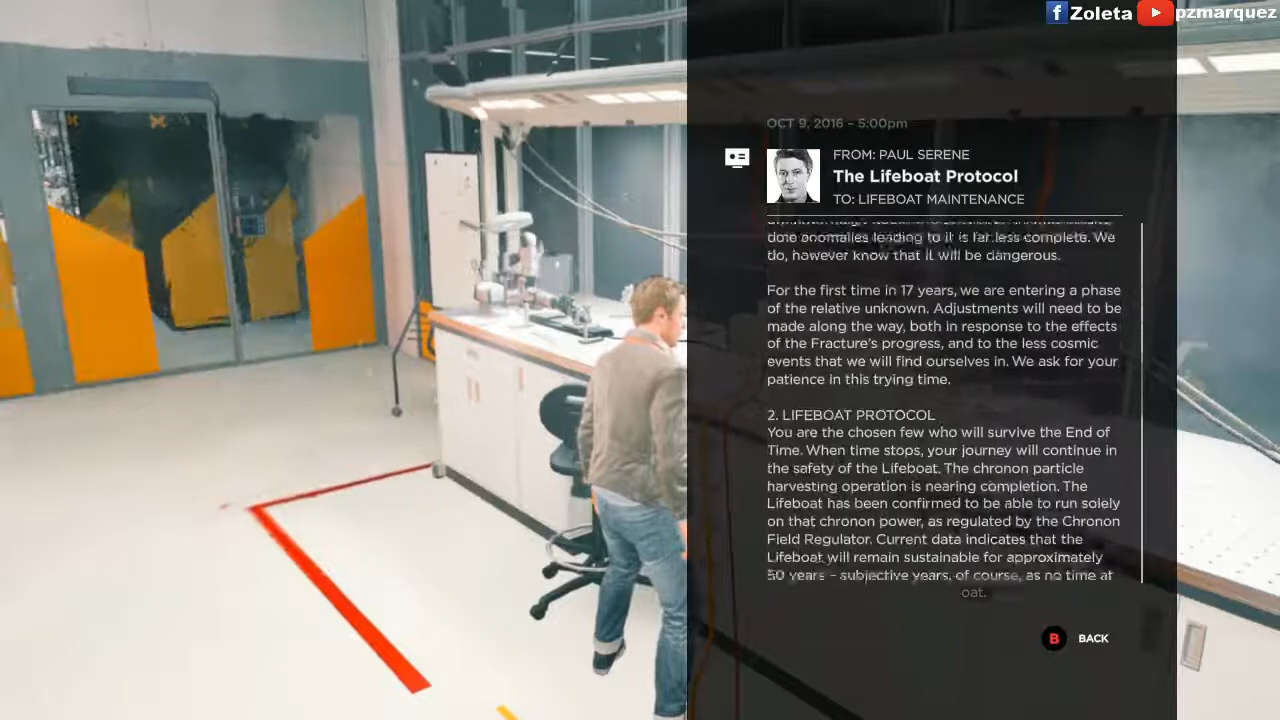 Zoleta pzmarquez
OCT 9, 2016 – 5:00pm
FROM: PAUL SERENE
The Lifeboat Protocol
TO: LIFEBOAT MAINTENANCE
done anomalies leading to it is far less complete. We
do, however know that it will be dangerous.
For the first time in 17 years, we are entering a phase
of the relative unknown. Adjustments will need to be
made along the way, both in response to the effects
of the Fracture's progress, and to the less cosmic
events that we will find ourselves in. We ask for your
patience in this trying time.
2. LIFEBOAT PROTOCOL
You are the chosen few who will survive the End of
Time. When time stops, your journey will continue in
the safety of the Lifeboat. The chronon particle
harvesting operation is nearing completion. The
Lifeboat has been confirmed to be able to run solely
on that chronon power, as regulated by the Chronon
Field Regulator. Current data indicates that the
Lifeboat will remain sustainable for approximately
50 years – subjective years, of course, as no time at
oat.
B BACK